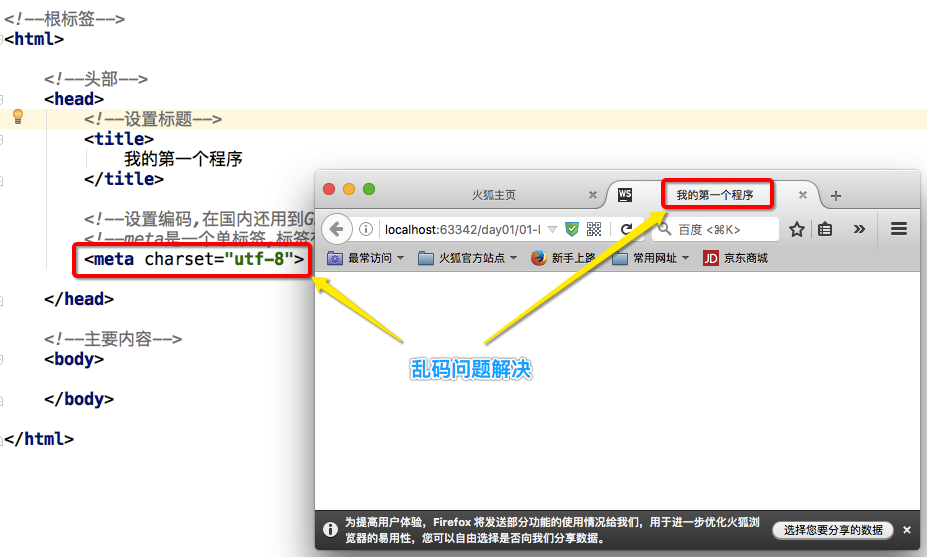 <!--根标签-->
<html>
<!--头部-->
<head>
<!--设置标题-->
<title>
我的第一个程序
</title>
<!--设置编码,在国内还用到G
<!--meta是一个单标签,标签
<meta charset="utf-8">
</head>
<!--主要内容-->
<body>
</body>
</html>
火狐主页
WS
我的第一个程序
localhost:63342/day01/01-l
百度 <⌘K>
最常访问
火狐官方站点
新手上路
常用网址
JD 京东商城
乱码问题解决
为提高用户体验，Firefox 将发送部分功能的使用情况给我们，用于进一步优化火狐浏
览器的易用性，您可以自由选择是否向我们分享数据。
选择您要分享的数据